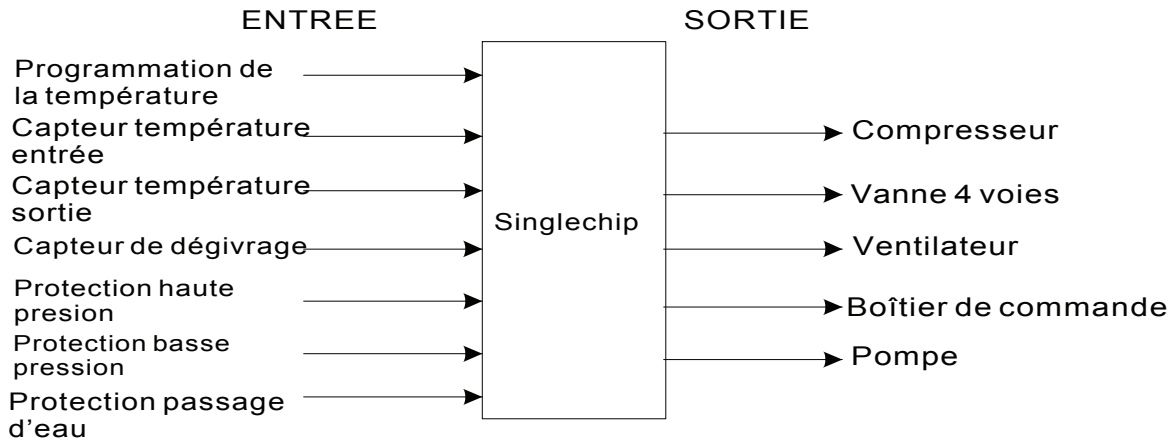 ENTREE
SORTIE
Programmation de
la température
Capteur température
entrée
Capteur température
sortie
Capteur de dégivrage
Protection haute
presion
Protection basse
pression
Protection passage
d'eau
Singlechip
Compresseur
Vanne 4 voies
Ventilateur
Boîtier de commande
Pompe